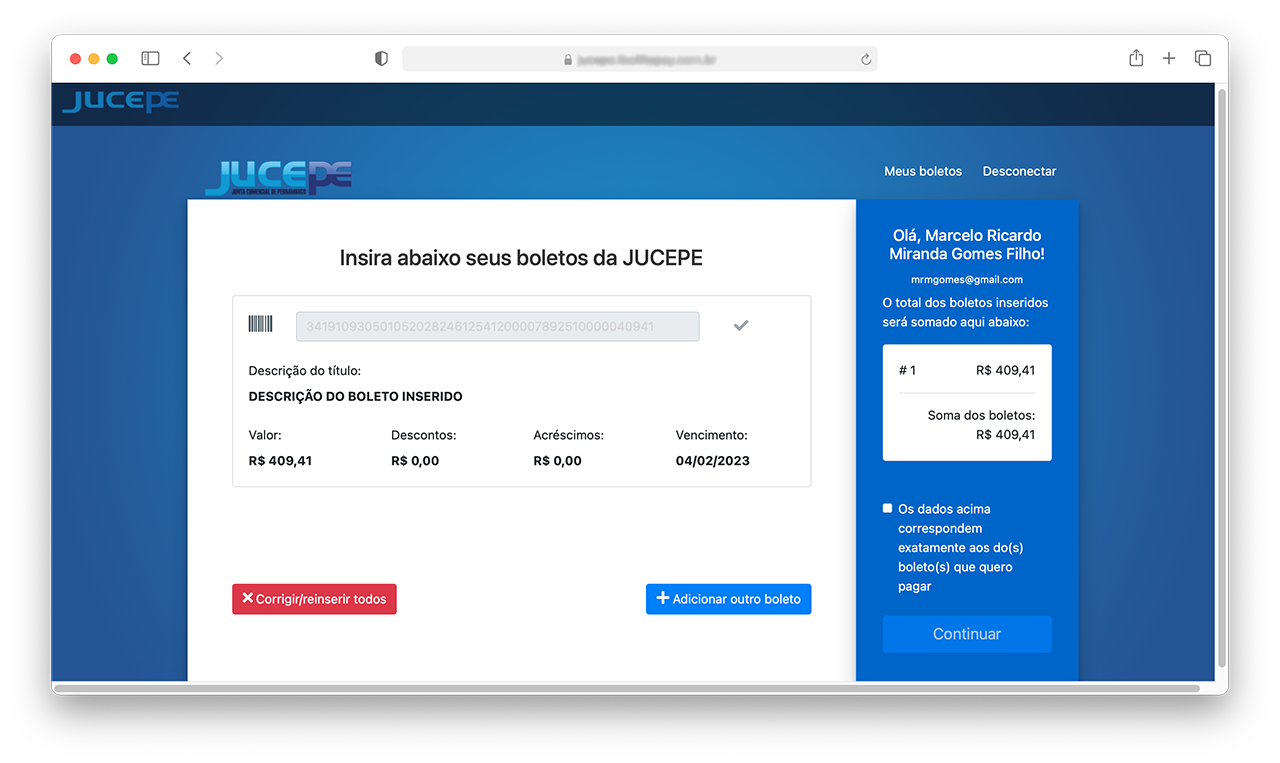 JUCEPE
JUCEPE
JUNTA COMERCIAL DE PERNAMBUCO
Meus boletos
Desconectar
Insira abaixo seus boletos da JUCEPE
34191093050105202824612541200007892510000040941
Descrição do título:
DESCRIÇÃO DO BOLETO INSERIDO
Valor:
Descontos:
Acréscimos:
Vencimento:
R$ 409,41
R$ 0,00
R$ 0,00
04/02/2023
Corrigir/reinserir todos
Adicionar outro boleto
Olá, Marcelo Ricardo
Miranda Gomes Filho!
mrmgomes@gmail.com
O total dos boletos inseridos
será somado aqui abaixo:
# 1 R$ 409,41
Soma dos boletos:
R$ 409,41
Os dados acima
correspondem
exatamente aos do(s)
boleto(s) que quero
pagar
Continuar